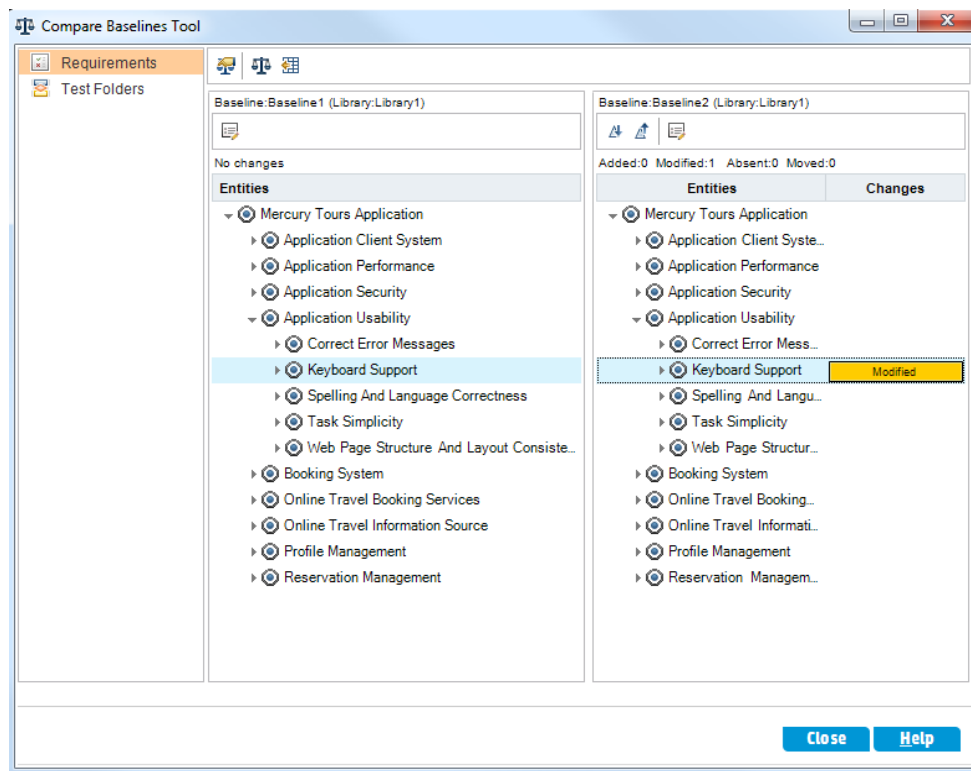 Compare Baselines Tool
Requirements
Test Folders
Baseline:Baseline1 (Library:Library1)
No changes
Entities
Mercury Tours Application
Application Client System
Application Performance
Application Security
Application Usability
Correct Error Messages
Keyboard Support
Spelling And Language Correctness
Task Simplicity
Web Page Structure And Layout Consiste...
Booking System
Online Travel Booking Services
Online Travel Information Source
Profile Management
Reservation Management
Baseline:Baseline2 (Library:Library1)
Added:0 Modified:1 Absent:0 Moved:0
Entities Changes
Mercury Tours Application
Application Client Syste...
Application Performance
Application Security
Application Usability
Correct Error Mess...
Keyboard Support Modified
Spelling And Langu...
Task Simplicity
Web Page Structur...
Booking System
Online Travel Booking...
Online Travel Informati...
Profile Management
Reservation Managem...
Close Help